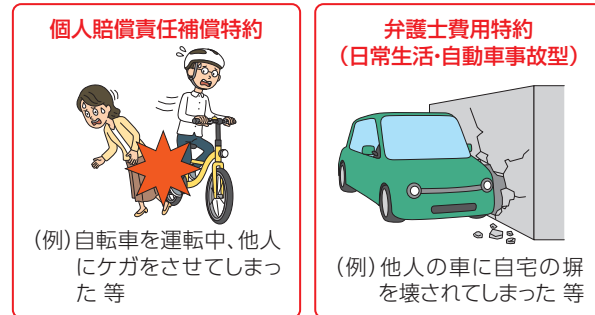 個人賠償責任補償特約
(例)自転車を運転中、他人
にケガをさせてしまっ
た 等
弁護士費用特約
(日常生活・自動車事故型)
(例)他人の車に自宅の塀
を壊されてしまった 等